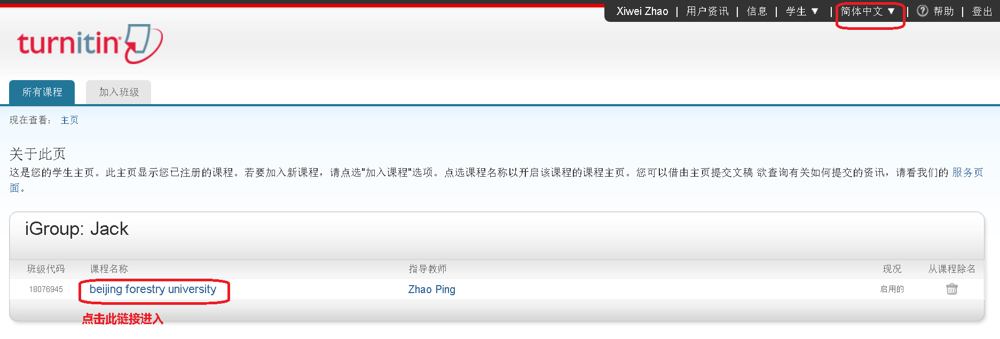 Xiwei Zhao | 用户资讯 | 信息 | 学生 ▼ | 简体中文 ▼ | ? 帮助 | 登出
turnitin
所有课程 加入班级
现在查看： 主页
关于此页
这是您的学生主页。此主页显示您已注册的课程。若要加入新课程，请点选"加入课程"选项。点选课程名称以开启该课程的课程主页。您可以借由主页提交文稿 欲查询有关如何提交的资讯，请看我们的 服务页
面。
iGroup: Jack
班级代码 课程名称 指导教师 现况 从课程除名
18076945 beijing forestry university Zhao Ping 启用的
点击此链接进入